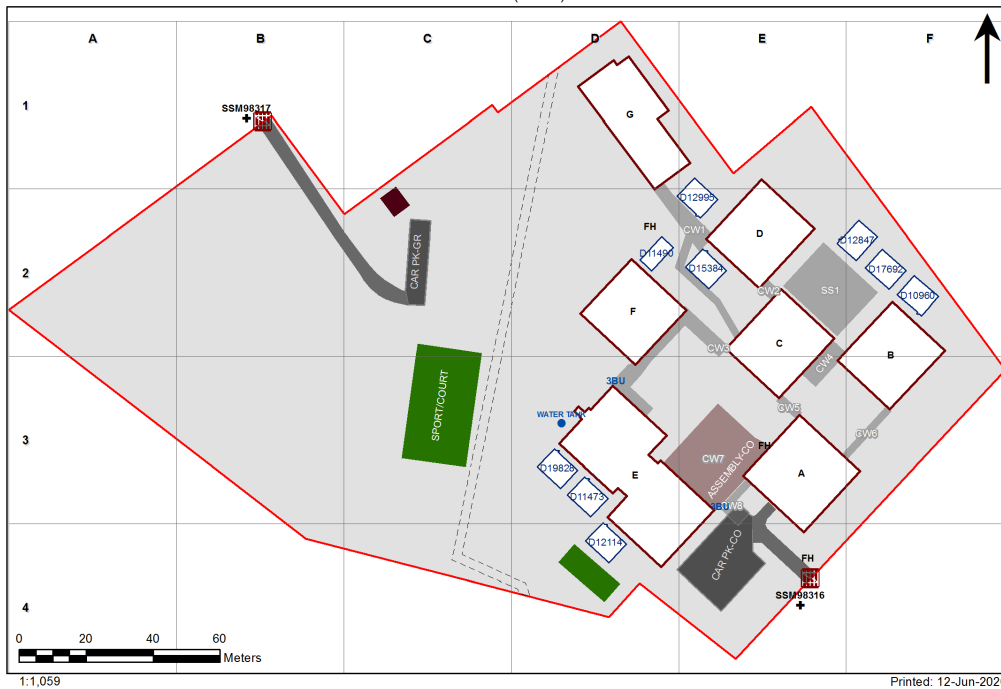 A B C D E F
1
G
SSM98317
D12995
FH
CW1
D
D12847
D11490
D15384
D17692
2
CAR PK-GR
CW2
SS1
D10960
F
C
CW3
B
CW4
3BU
SPORT/COURT
WATER TANK
CW5
3
CW6
FH
CW7
ASSEMBLY-CO
D19828
E
A
D11473
3BU
CW8
D12114
CAR PK-CO
FH
SSM98316
4
0 20 40 60
Meters
1:1,059
Printed: 12-Jun-202